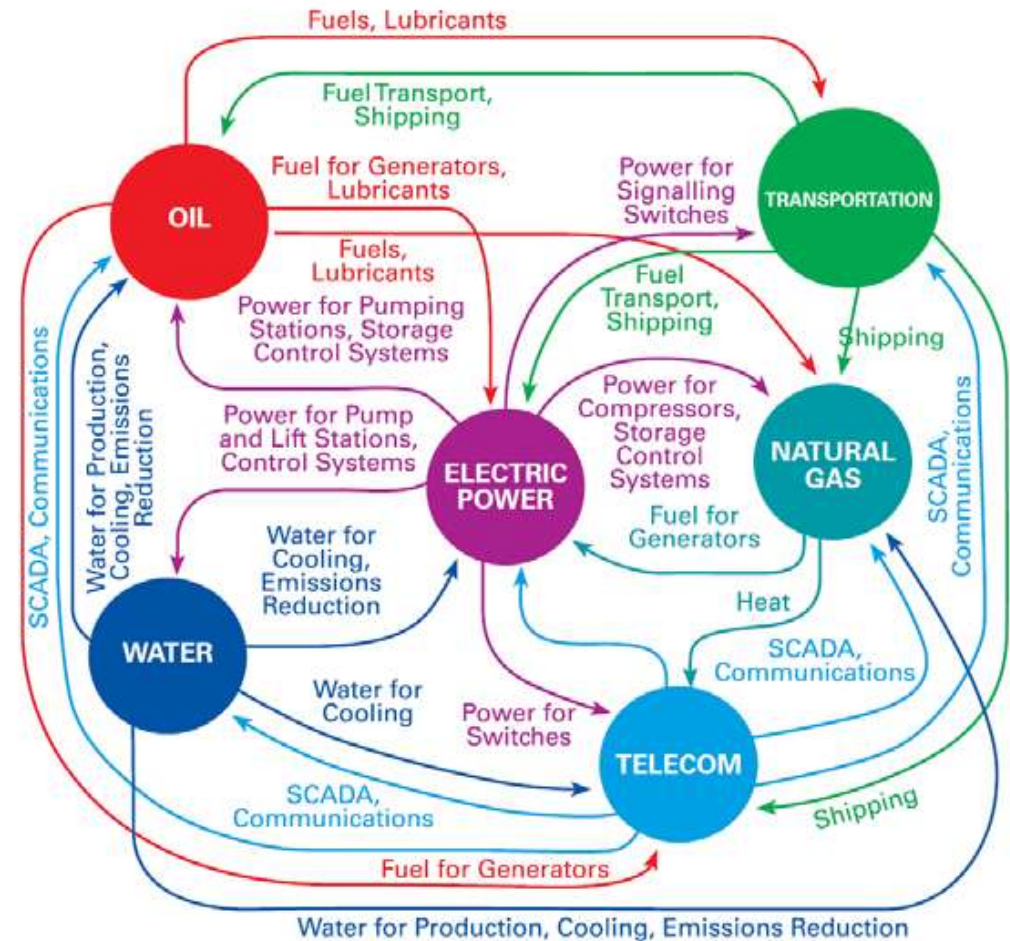 Fuels, Lubricants
Fuel Transport,
Shipping
OIL
Fuel for Generators,
Lubricants
Power for
Signalling
Switches
TRANSPORTATION
Fuels,
Lubricants
Fuel
Transport,
Shipping
Power for Pumping
Stations, Storage
Control Systems
Shipping
Power for Pump
and Lift Stations,
Control Systems
ELECTRIC
POWER
Power for
Compressors,
Storage
Control
Systems
NATURAL
GAS
SCADA, Communications
Water for Production,
Cooling, Emissions
Reduction
SCADA,
Communications
Fuel for
Generators
Water for
Cooling,
Emissions
Reduction
Heat
WATER
SCADA,
Communications
Water for
Cooling
Power for
Switches
TELECOM
SCADA,
Communications
Shipping
Fuel for Generators
Water for Production, Cooling, Emissions Reduction